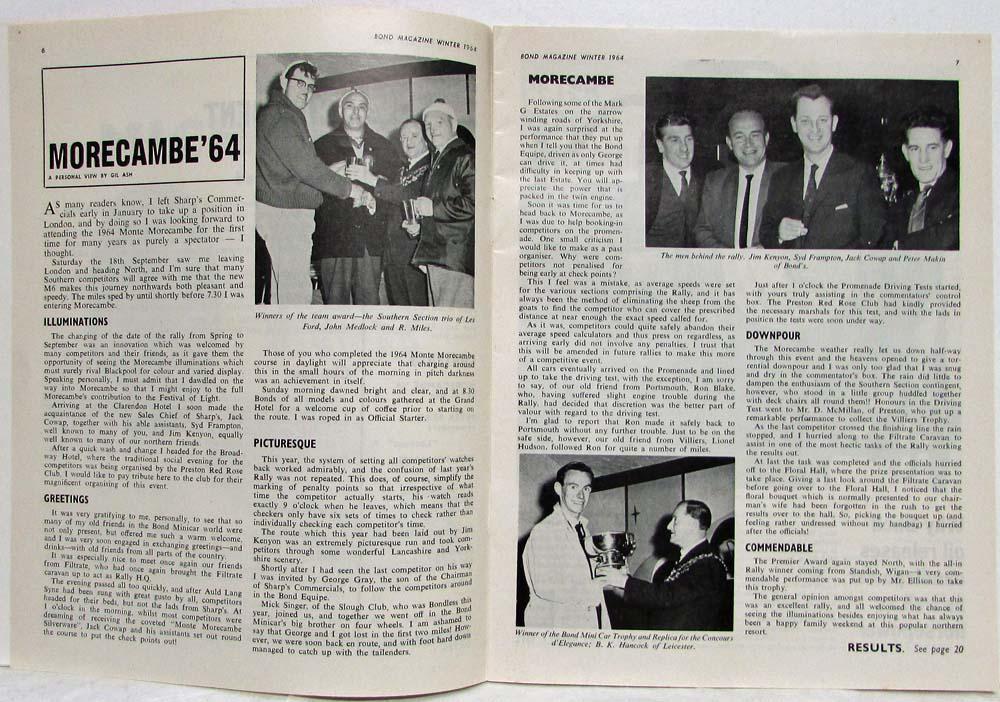 6
BOND MAGAZINE WINTER 1964
MORECAMBE'64
A PERSONAL VIEW BY GIL ASH
AS many readers know, I left Sharp's Commer-
cials early in January to take up a position in
London, and by doing so I was looking forward to
attending the 1964 Monte Morecambe for the first
time for many years as purely a spectator — I
thought.
Saturday the 18th September saw me leaving
London and heading North, and I'm sure that many
Southern competitors will agree with me that the new
M6 makes this journey northwards both pleasant and
speedy. The miles sped by until shortly before 7.30 I was
entering Morecambe.
ILLUMINATIONS
The changing of the date of the rally from Spring to
September was an innovation which was welcomed by
many competitors and their friends, as it gave them the
opportunity of seeing the Morecambe illuminations which
must surely rival Blackpool for colour and varied display.
Speaking personally, I must admit that I dawdled on the
way into Morecambe so that I might enjoy to the full
Morecambe's contribution to the Festival of Light.
Arriving at the Clarendon Hotel I soon made the
acquaintance of the new Sales Chief of Sharp's, Jack
Cowap, together with his able assistants, Syd Frampton,
well known to many of you, and Jim Kenyon, equally
well known to many of our northern friends.
After a quick wash and change I headed for the Broad-
way Hotel, where the traditional social evening for the
competitors was being organised by the Preston Red Rose
Club. I would like to pay tribute here to the club for their
magnificent organising of this event.
GREETINGS
It was very gratifying to me, personally, to see that so
many of my old friends in the Bond Minicar world were
not only present, but offered me such a warm welcome,
and I was very soon engaged in exchanging greetings—and
drinks—with old friends from all parts of the country.
It was especially nice to meet once again our friends
from Filtrate, who had once again brought the Filtrate
caravan up to act as Rally H.Q.
The evening passed all too quickly, and after Auld Lang
Syne had been sung with great gusto by all, competitors
headed for their beds, but not the lads from Sharp's. At
1 o'clock in the morning, whilst most competitors were
dreaming of receiving the coveted "Monte Morecambe
Silverware", Jack Cowap and his assistants set out round
the course to put the check points out!
Winners of the team award—the Southern Section trio of Les
Ford, John Medlock and R. Miles.
Those of you who completed the 1964 Monte Morecambe
course in daylight will appreciate that charging around
this in the small hours of the morning in pitch darkness
was an achievement in itself.
Sunday morning dawned bright and clear, and at 8.30
Bonds of all models and colours gathered at the Grand
Hotel for a welcome cup of coffee prior to starting on
the route. I was roped in as Official Starter.
PICTURESQUE
This year, the system of setting all competitors' watches
back worked admirably, and the confusion of last year's
Rally was not repeated. This does, of course, simplify the
marking of penalty points so that irrespective of what
time the competitor actually starts, his watch reads
exactly 9 o'clock when he leaves, which means that the
checkers only have six sets of times to check rather than
individually checking each competitor's time.
The route which this year had been laid out by Jim
Kenyon was an extremely picturesque run and took com-
petitors through some wonderful Lancashire and York-
shire scenery.
Shortly after I had seen the last competitor on his way
I was invited by George Gray, the son of the Chairman
of Sharp's Commercials, to follow the competitors around
in the Bond Equipe.
Mick Singer, of the Slough Club, who was Bondless this
year, joined us, and together we went off in the Bond
Minicar's big brother on four wheels. I am ashamed to
say that George and I got lost in the first two miles! How-
ever, we were soon back en route, and with foot hard down
managed to catch up with the tailenders.
BOND MAGAZINE WINTER 1964
7
MORECAMBE
Following some of the Mark
G Estates on the narrow
winding roads of Yorkshire,
I was again surprised at the
performance that they put up
when I tell you that the Bond
Equipe, driven as only George
can drive it, at times had
difficulty in keeping up with
the last Estate. You will ap-
preciate the power that is
packed in the twin engine.
Soon it was time for us to
head back to Morecambe, as
I was due to help booking-in
competitors on the promen-
ade. One small criticism I
would like to make as a past
organiser. Why were com-
petitors not penalised for
being early at check points?
This I feel was a mistake, as average speeds were set
for the various sections comprising the Rally, and it has
always been the method of eliminating the sheep from the
goats to find the competitor who can cover the prescribed
distance at near enough the exact speed called for.
As it was, competitors could quite safely abandon their
average speed calculators and thus press on regardless, as
arriving early did not involve any penalties. I trust that
this will be amended in future rallies to make this more
of a competitive event.
All cars eventually arrived on the Promenade and lined
up to take the driving test, with the exception, I am sorry
to say, of our old friend from Portsmouth, Ron Blake,
who, having suffered slight engine trouble during the
Rally, had decided that discretion was the better part of
valour with regard to the driving test.
I'm glad to report that Ron made it safely back to
Portsmouth without any further trouble. Just to be on the
safe side, however, our old friend from Villiers, Lionel
Hudson, followed Ron for quite a number of miles.
Winner of the Bond Mini Car Trophy and Replica for the Concours
d'Elegance; B. K. Hancock of Leicester.
The men behind the rally. Jim Kenyon, Syd Frampton, Jack Cowap and Peter Makin
of Bond's.
Just after 1 o'clock the Promenade Driving Tests started,
with yours truly assisting in the commentators' control
box. The Preston Red Rose Club had kindly provided
the necessary marshals for this test, and with the lads in
position the tests were soon under way.
DOWNPOUR
The Morecambe weather really let us down half-way
through this event and the heavens opened to give a tor-
rential downpour and I was only too glad that I was snug
and dry in the commentator's box. The rain did little to
dampen the enthusiasm of the Southern Section contingent,
however, who stood in a little group huddled together
with deck chairs all round them! Honours in the Driving
Test went to Mr. D. McMillan, of Preston, who put up a
remarkable performance to collect the Villiers Trophy.
As the last competitor crossed the finishing line the rain
stopped, and I hurried along to the Filtrate Caravan to
assist in one of the most hectic tasks of the Rally working
the results out.
At last the task was completed and the officials hurried
off to the Floral Hall, where the prize presentation was to
take place. Giving a last look around the Filtrate Caravan
before going over to the Floral Hall, I noticed that the
floral bouquet which is normally presented to our chair-
man's wife had been forgotten in the rush to get the
results over to the hall. So, picking the bouquet up (and
feeling rather undressed without my handbag) I hurried
after the officials!
COMMENDABLE
The Premier Award again stayed North, with the all-in
Rally winner coming from Standish, Wigan—a very com-
mendable performance was put up by Mr. Ellison to take
this trophy.
The general opinion amongst competitors was that this
was an excellent rally, and all welcomed the chance of
seeing the illuminations besides enjoying what has always
been a happy family weekend at this popular northern
resort.
RESULTS. See page 20